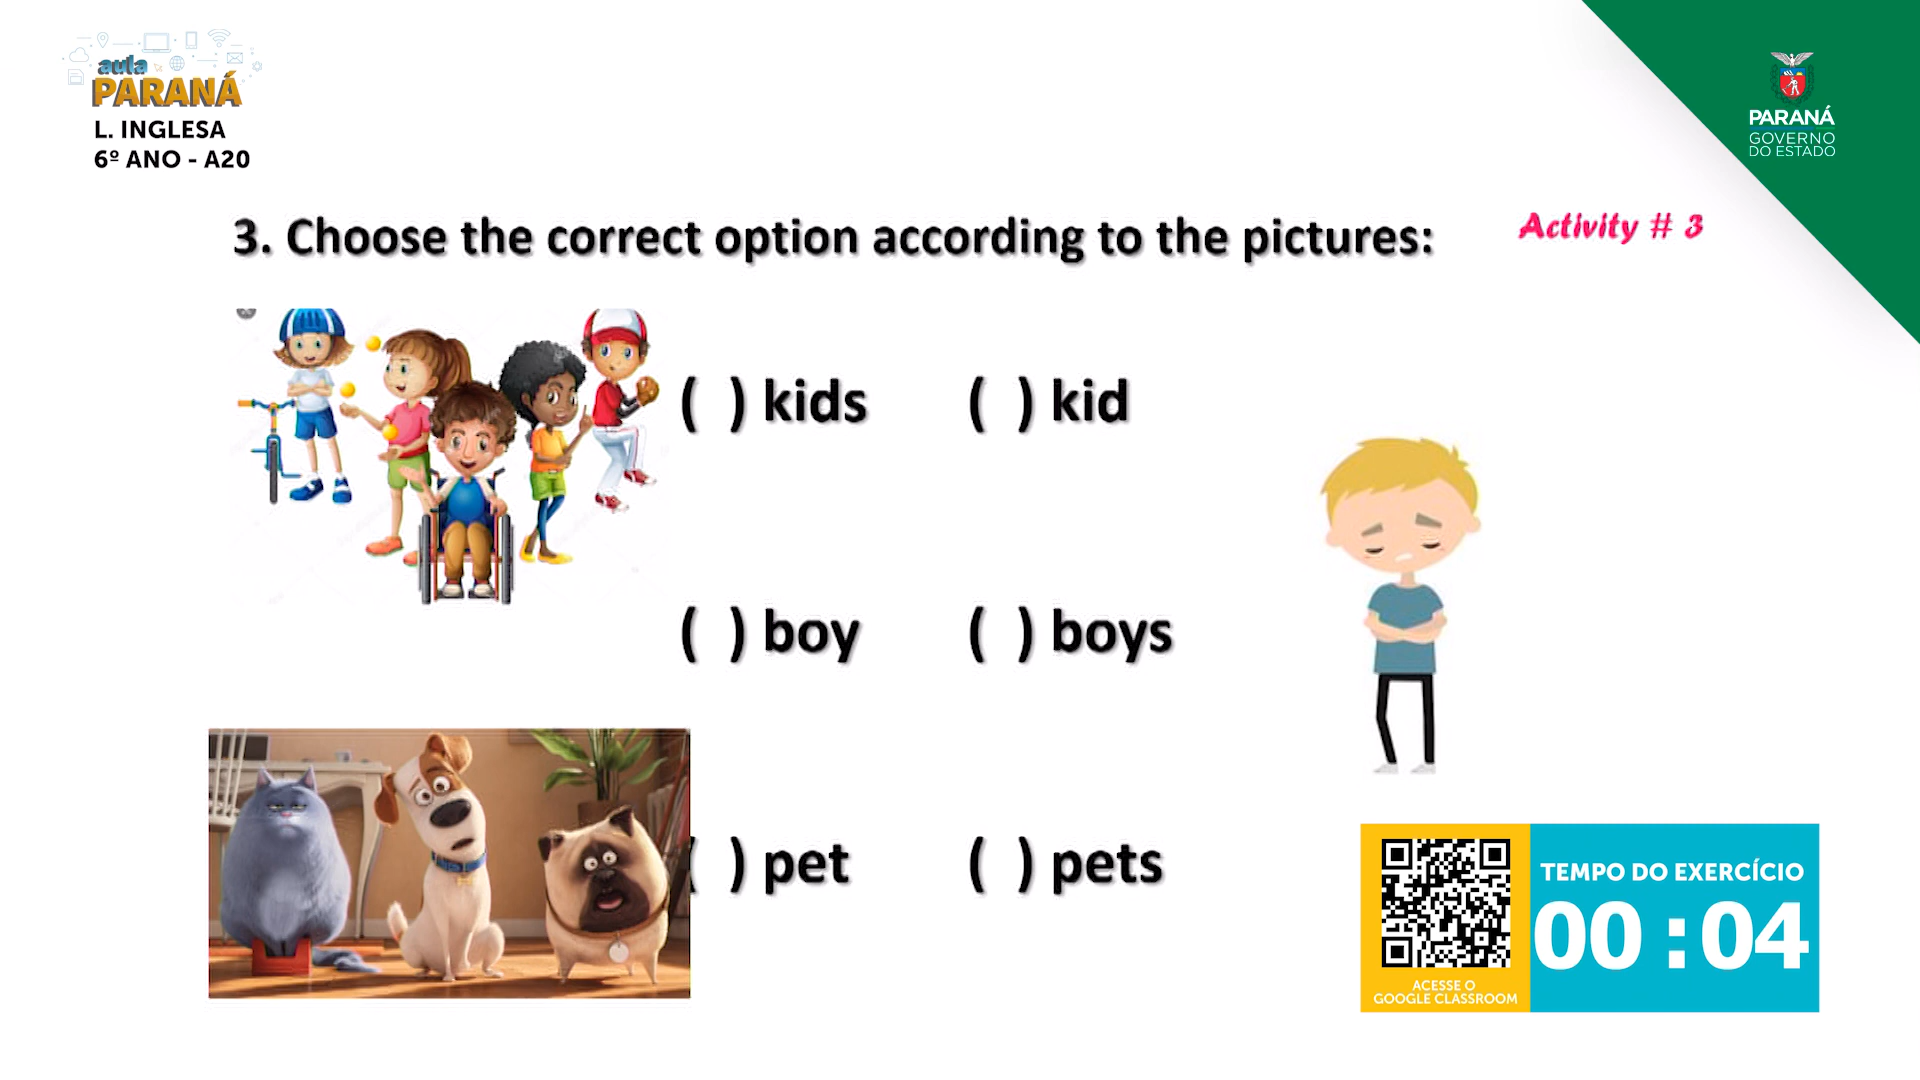 aula
PARANÁ
L. INGLESA
6º ANO - A20
PARANÁ
GOVERNO
DO ESTADO
3. Choose the correct option according to the pictures:
Activity # 3
( ) kids ( ) kid
( ) boy ( ) boys
( ) pet ( ) pets
TEMPO DO EXERCÍCIO
00 : 04
ACESSE O
GOOGLE CLASSROOM